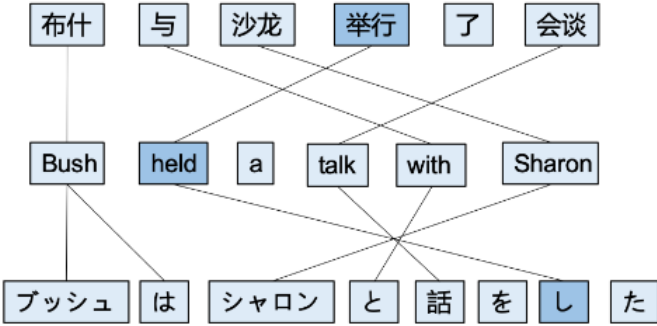 布什 与 沙龙 举行 了 会谈
Bush held a talk with Sharon
ブッシュ は シャロン と 話 を し た